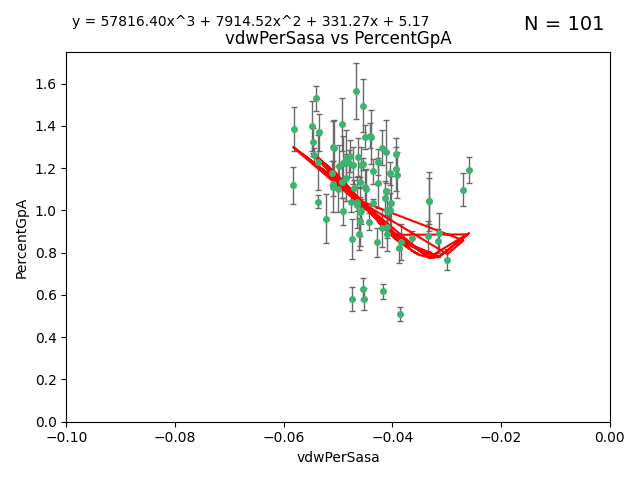 y = 57816.40x^3 + 7914.52x^2 + 331.27x + 5.17
N = 101
vdwPerSasa vs PercentGpA
PercentGpA
1.6
1.4
1.2
1.0
0.8
0.6
0.4
0.2
0.0
−0.10 −0.08 −0.06 −0.04 −0.02 0.00
vdwPerSasa